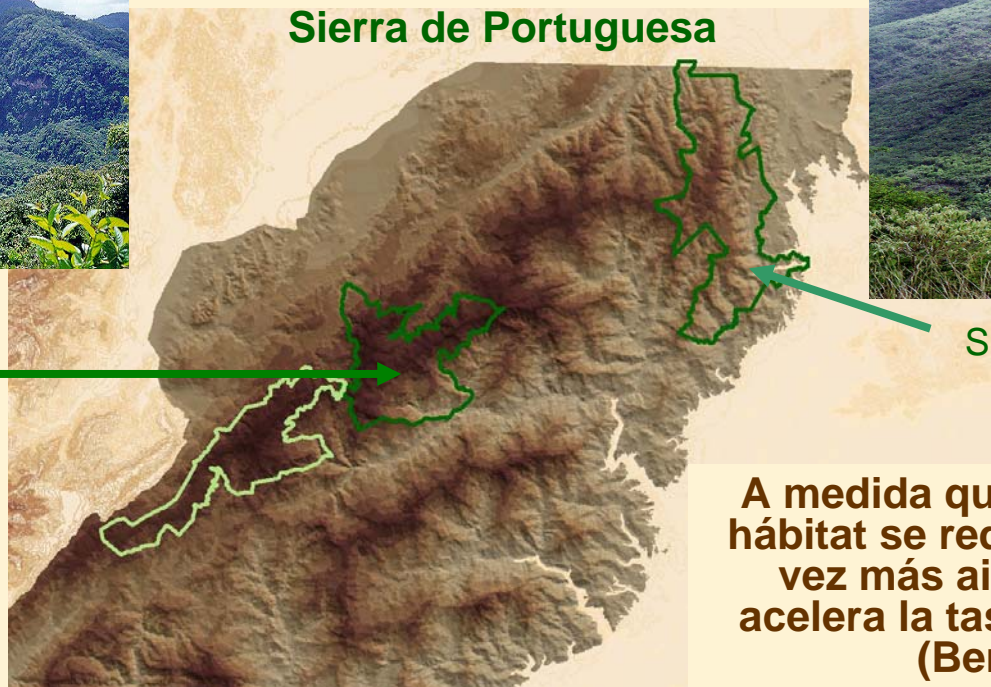 Sierra de Portuguesa
S
A medida qu
hábitat se red
vez más ai
acelera la tas
(Ber